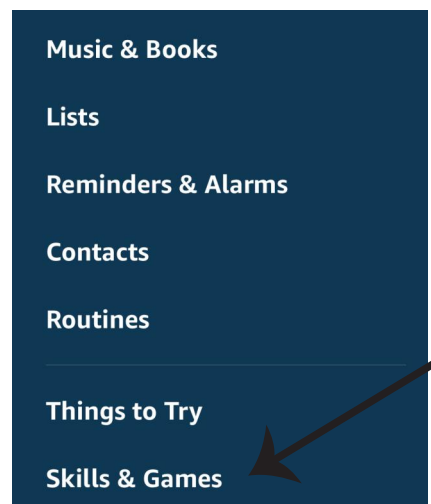 Music & Books
Lists
Reminders & Alarms
Contacts
Routines
Things to Try
Skills & Games